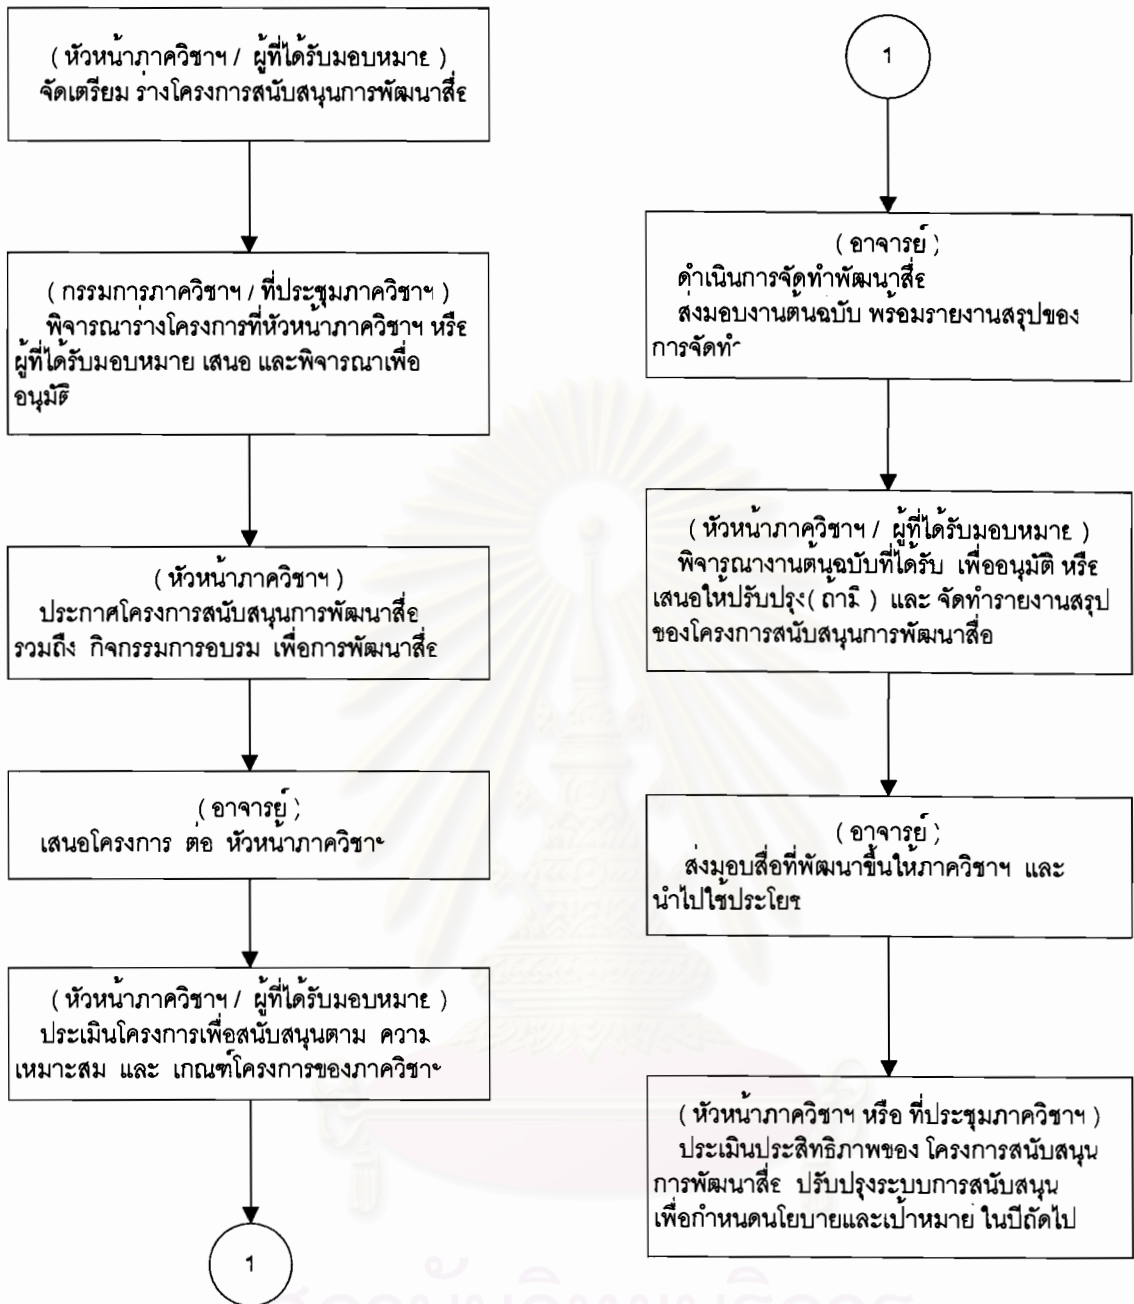 ( หัวหน้าภาควิชาฯ / ผู้ที่ได้รับมอบหมาย )
จัดเตรียม ร่างโครงการสนับสนุนการพัฒนาสื่อ
( กรรมการภาควิชาฯ / ที่ประชุมภาควิชาฯ )
พิจารณาร่างโครงการที่หัวหน้าภาควิชาฯ หรือ
ผู้ที่ได้รับมอบหมาย เสนอ และพิจารณาเพื่อ
อนุมัติ
( หัวหน้าภาควิชาฯ )
ประกาศโครงการสนับสนุนการพัฒนาสื่อ
รวมถึง กิจกรรมการอบรม เพื่อการพัฒนาสื่อ
( อาจารย์ )
เสนอโครงการ ต่อ หัวหน้าภาควิชาฯ
( หัวหน้าภาควิชาฯ / ผู้ที่ได้รับมอบหมาย )
ประเมินโครงการเพื่อสนับสนุนตาม ความ
เหมาะสม และ เกณฑ์โครงการของภาควิชาฯ
1
1
( อาจารย์ )
ดำเนินการจัดทำพัฒนาสื่อ
ส่งมอบงานต้นฉบับ พร้อมรายงานสรุปของ
การจัดทำ
( หัวหน้าภาควิชาฯ / ผู้ที่ได้รับมอบหมาย )
พิจารณางานต้นฉบับที่ได้รับ เพื่ออนุมัติ หรือ
เสนอให้ปรับปรุง( ถ้ามี ) และ จัดทำรายงานสรุป
ของโครงการสนับสนุนการพัฒนาสื่อ
( อาจารย์ )
ส่งมอบสื่อที่พัฒนาขึ้นให้ภาควิชาฯ และ
นำไปใช้ประโยช
( หัวหน้าภาควิชาฯ หรือ ที่ประชุมภาควิชาฯ )
ประเมินประสิทธิภาพของ โครงการสนับสนุน
การพัฒนาสื่อ ปรับปรุงระบบการสนับสนุน
เพื่อกำหนดนโยบายและเป้าหมาย ในปีถัดไป